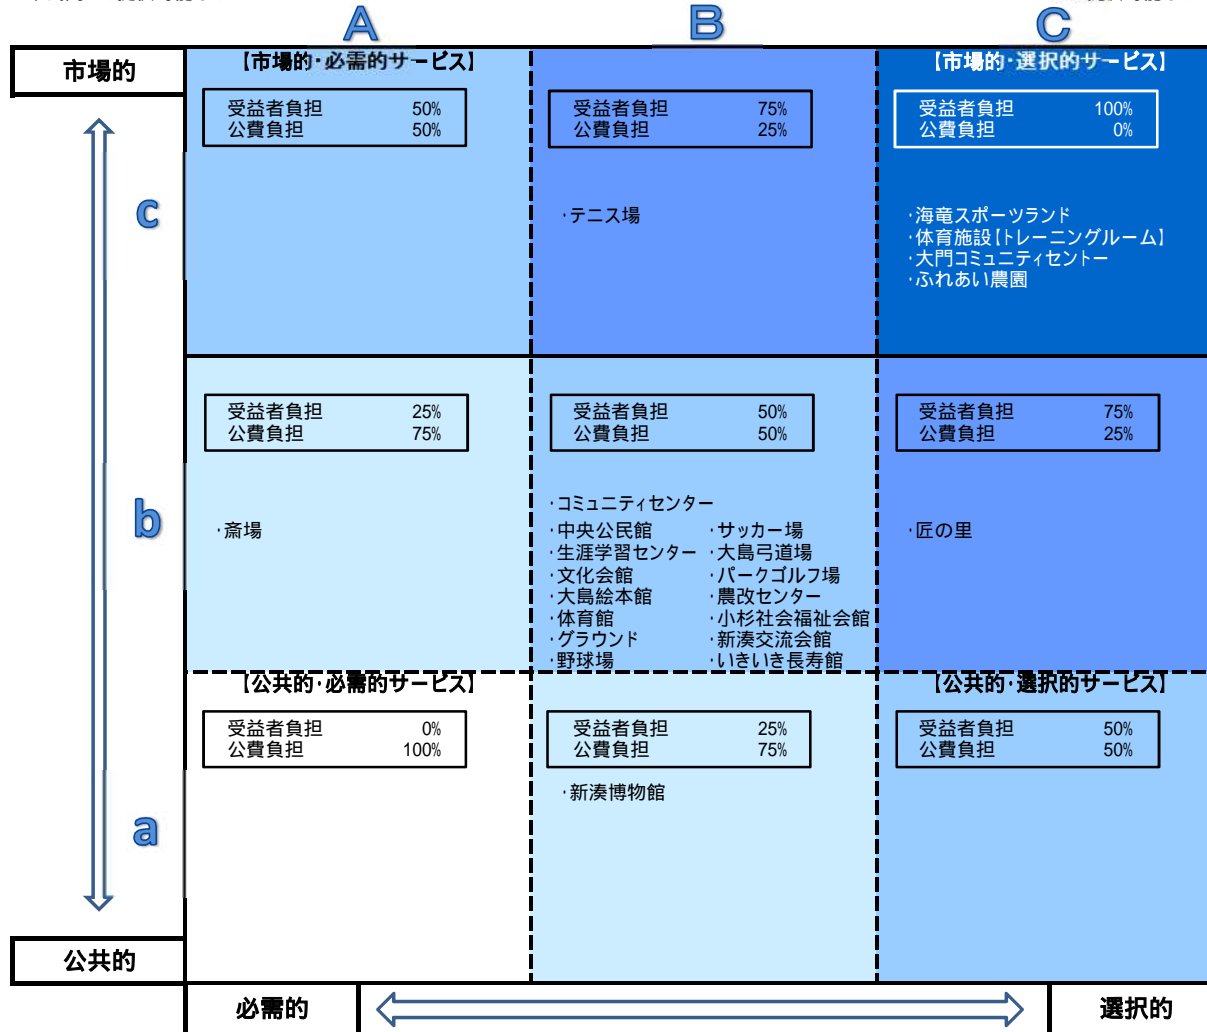 A
B
C
市場的
【市場的・必需的サービス】
【市場的・選択的サービス】
受益者負担 50%
公費負担 50%
受益者負担 75%
公費負担 25%
受益者負担 100%
公費負担 0%
c
・テニス場
・海竜スポーツランド
・体育施設【トレーニングルーム】
・大門コミュニティセントー
・ふれあい農園
受益者負担 25%
公費負担 75%
受益者負担 50%
公費負担 50%
受益者負担 75%
公費負担 25%
b
・斎場
・コミュニティセンター
・中央公民館 ・サッカー場
・生涯学習センター ・大島弓道場
・文化会館 ・パークゴルフ場
・大島絵本館 ・農改センター
・体育館 ・小杉社会福祉会館
・グラウンド ・新湊交流会館
・野球場 ・いきいき長寿館
・匠の里
【公共的・必需的サービス】
【公共的・選択的サービス】
受益者負担 0%
公費負担 100%
受益者負担 25%
公費負担 75%
受益者負担 50%
公費負担 50%
a
・新湊博物館
公共的
必需的
選択的